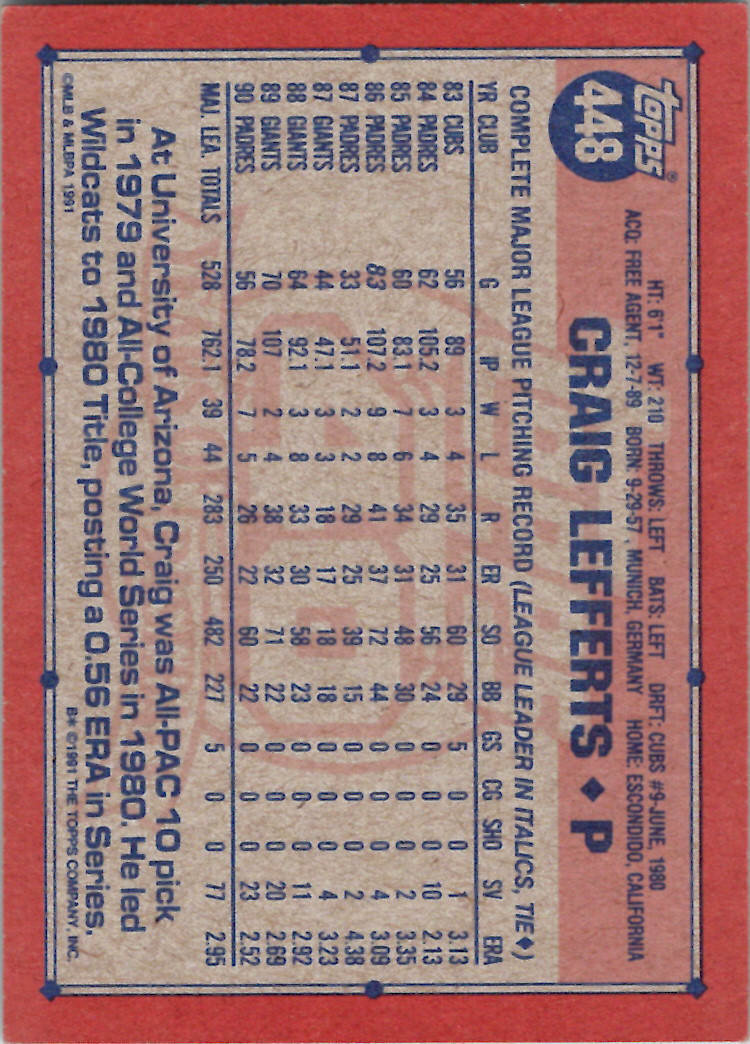 TOPPS®
448
HT: 6'1" WT: 210 THROWS: LEFT BATS: LEFT DRFT: CUBS #9-JUNE, 1980
ACQ: FREE AGENT, 12-7-89 BORN: 9-29-57, MUNICH, GERMANY HOME: ESCONDIDO, CALIFORNIA
CRAIG LEFFERTS ♦ P
COMPLETE MAJOR LEAGUE PITCHING RECORD (LEAGUE LEADER IN ITALICS, TIE♦)
YR CLUB G IP W L R ER SO BB GS CG SHO SV ERA
83 CUBS 56 89 3 4 35 31 60 29 5 0 0 1 3.13
84 PADRES 62 105.2 3 4 29 25 56 24 0 0 0 10 2.13
85 PADRES 60 83.1 7 6 34 31 48 30 0 0 0 2 3.35
86 PADRES 83 107.2 9 8 41 37 72 44 0 0 0 4 3.09
87 PADRES 33 51.1 2 2 29 25 39 15 0 0 0 2 4.38
87 GIANTS 44 47.1 3 3 18 17 18 18 0 0 0 4 3.23
88 GIANTS 64 92.1 3 8 33 30 58 23 0 0 0 11 2.92
89 GIANTS 70 107 2 4 38 32 71 22 0 0 0 20 2.69
90 PADRES 56 78.2 7 5 26 22 60 22 0 0 0 23 2.52
MAJ. LEA. TOTALS 528 762.1 39 44 283 250 482 227 5 0 0 77 2.95
At University of Arizona, Craig was All-PAC 10 pick
in 1979 and All-College World Series in 1980. He led
Wildcats to 1980 Title, posting a 0.56 ERA in Series.
©MLB & MLBPA 1991
B* ©1991 THE TOPPS COMPANY, INC.